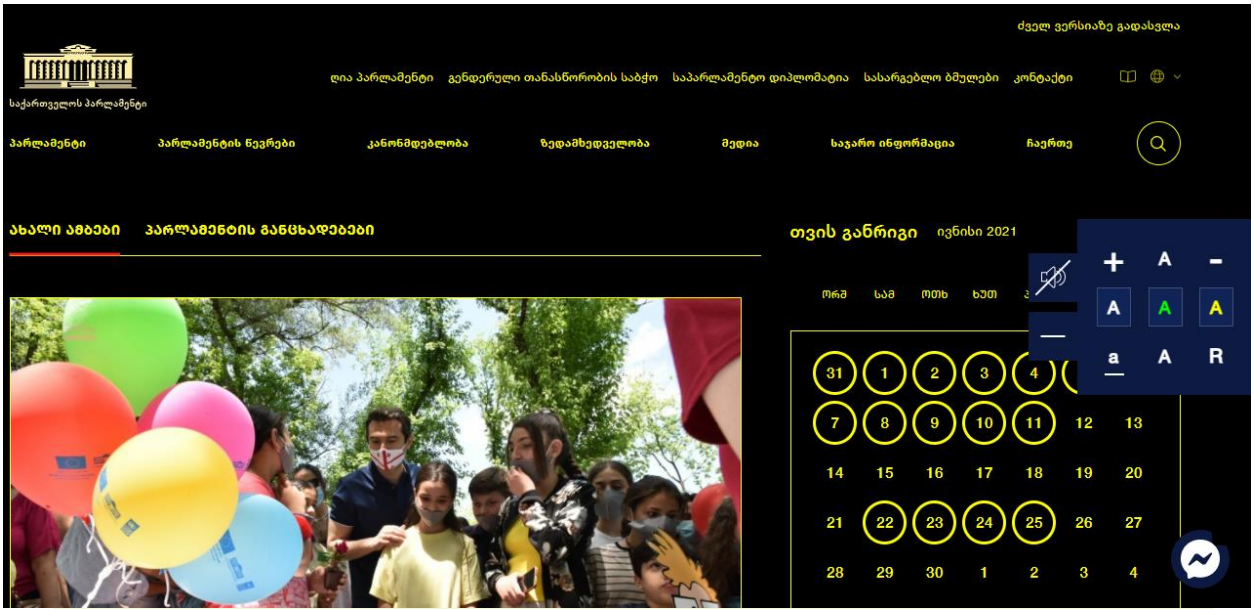 ძველ ვერსიაზე გადასვლა
ღია პარლამენტი გენდერული თანასწორობის საბჭო საპარლამენტო დიპლომატია სასარგებლო ბმულები კონტაქტი
საქართველოს პარლამენტი
პარლამენტი პარლამენტის წევრები კანონმდებლობა ზედამხედველობა მედია საჯარო ინფორმაცია ჩაერთე
ახალი ამბები პარლამენტის განცხადებები
თვის განრიგი ივნისი 2021
ორშ სამ ოთხ ხუთ
+ A -
A A A
a A R
31 1 2 3 4
7 8 9 10 11 12 13
14 15 16 17 18 19 20
21 22 23 24 25 26 27
28 29 30 1 2 3 4